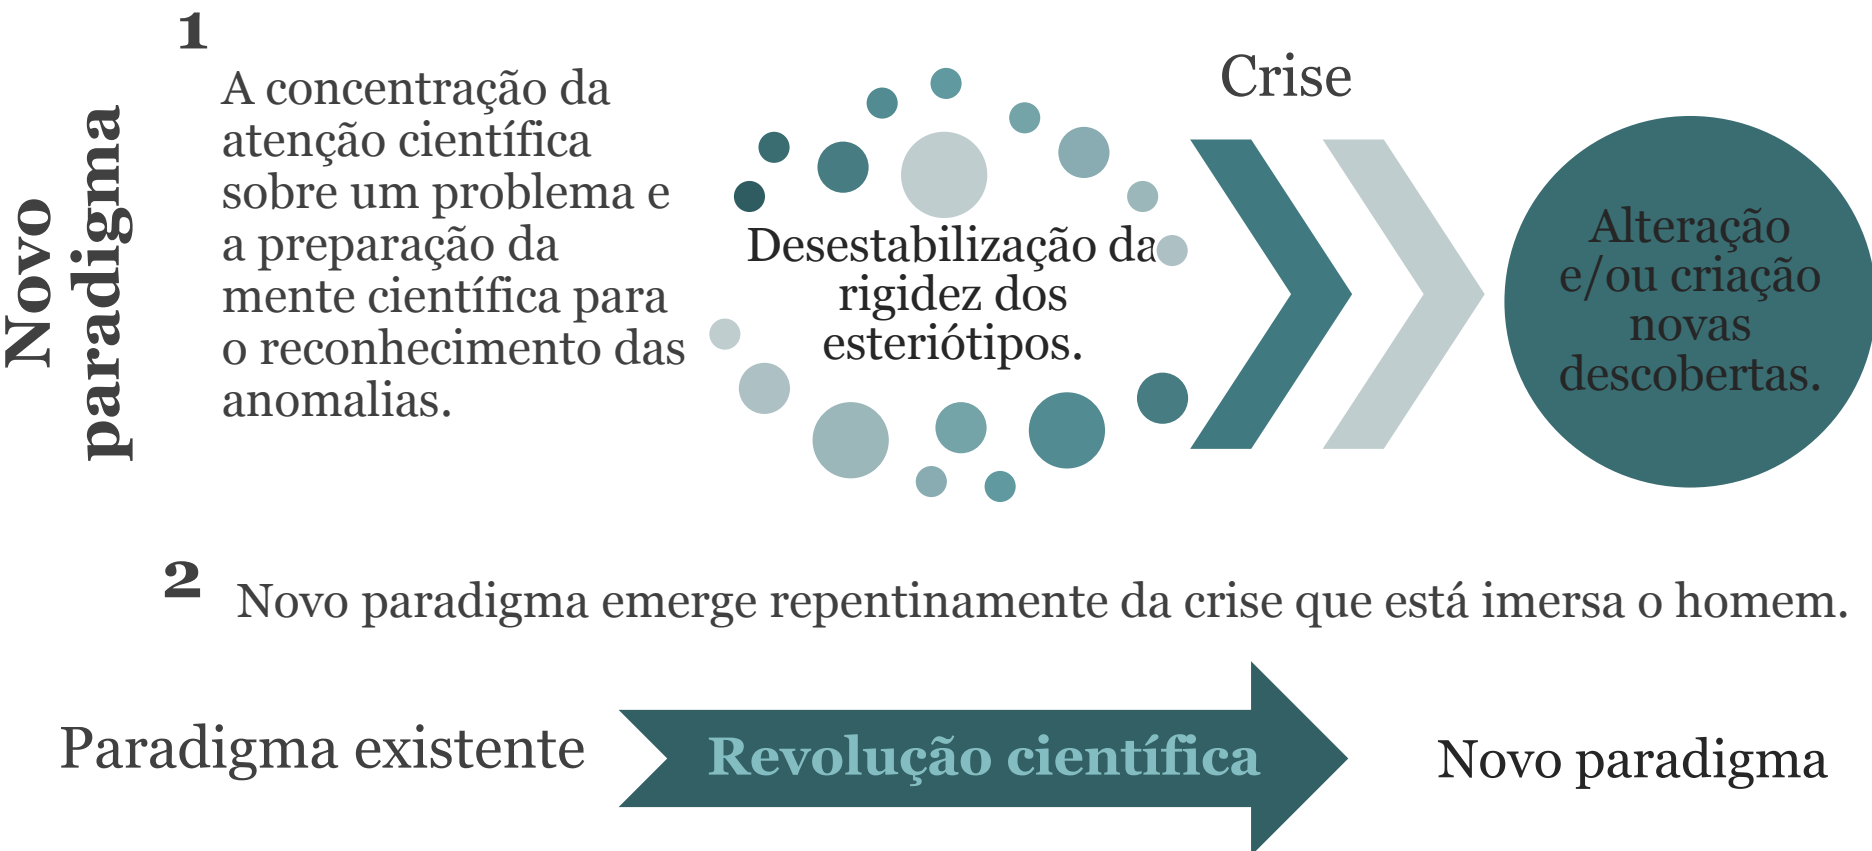 Novo
paradigma
1
A concentração da
atenção científica
sobre um problema e
a preparação da
mente científica para
o reconhecimento das
anomalias.
Desestabilização da
rigidez dos
esteriótipos.
Crise
Alteração
e/ou criação
novas
descobertas.
2
Novo paradigma emerge repentinamente da crise que está imersa o homem.
Paradigma existente
Revolução científica
Novo paradigma